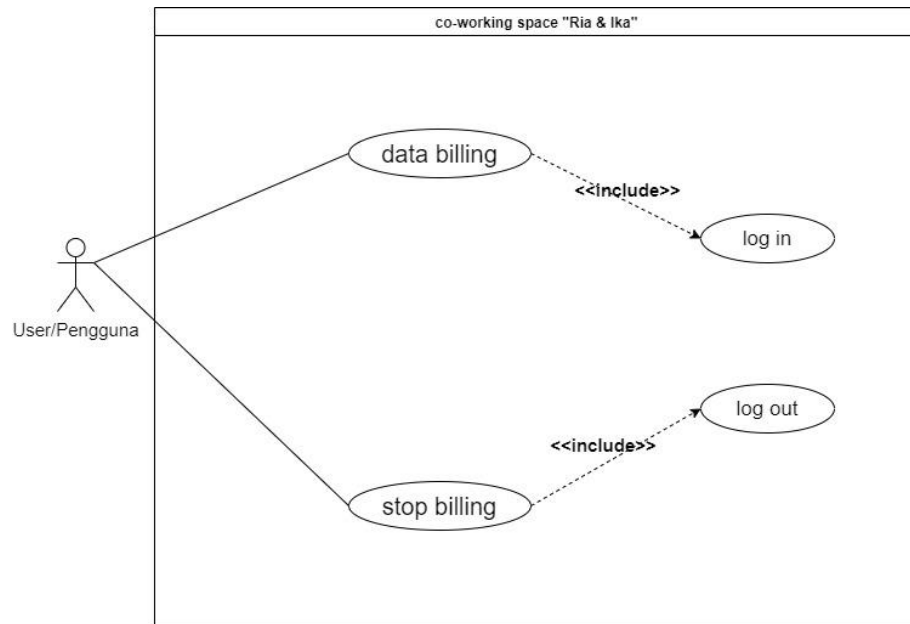 co-working space "Ria & Ika"
data billing
<<include>>
log in
User/Pengguna
log out
<<include>>
stop billing